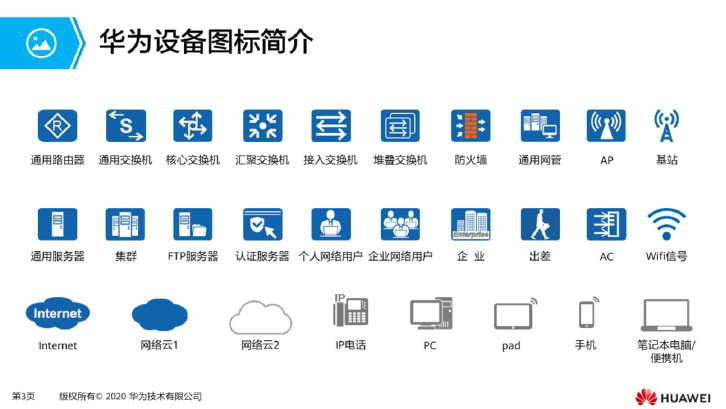 华为设备图标简介
R
S
通用路由器 通用交换机 核心交换机 汇聚交换机 接入交换机 堆叠交换机 防火墙 通用网管 AP 基站
Enterprise
通用服务器 集群 FTP服务器 认证服务器 个人网络用户 企业网络用户 企 业 出差 AC Wifi信号
Internet
IP
Internet 网络云1 网络云2 IP电话 PC pad 手机 笔记本电脑/
便携机
第3页 版权所有© 2020 华为技术有限公司
HUAWEI